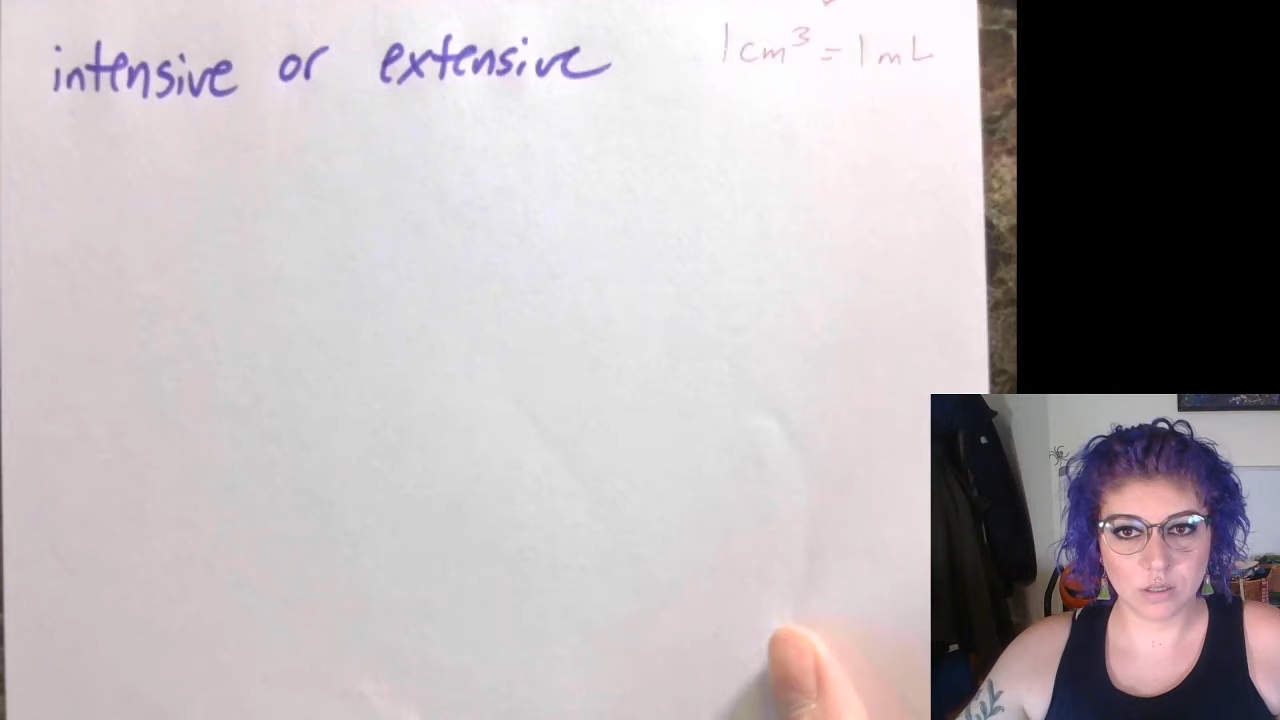 intensive or extensive
1 cm³ = 1 mL